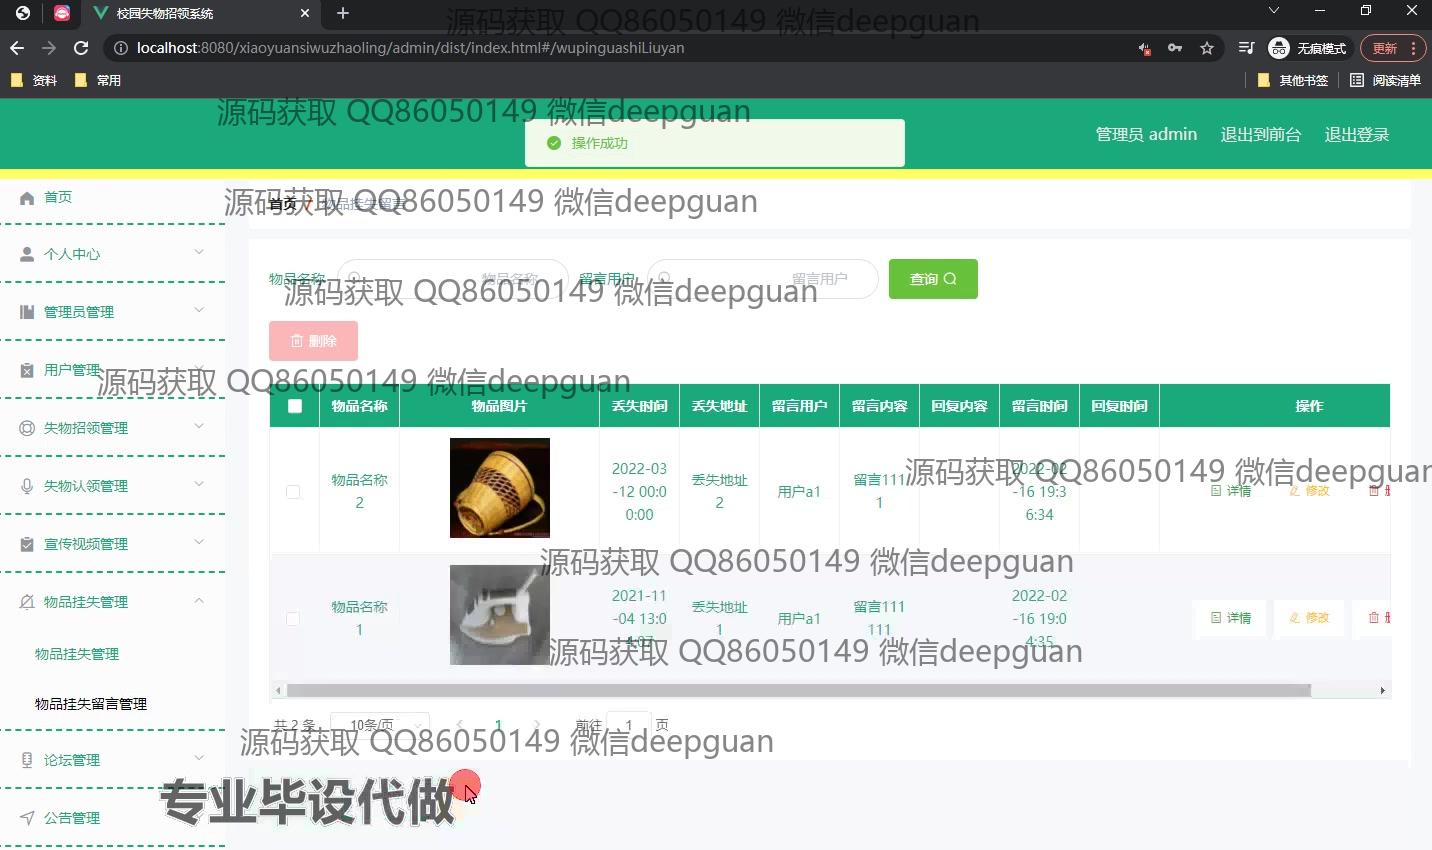 校园失物招领系统
源码获取 QQ86050149 微信deepguan
localhost:8080/xiaoyuansiwuzhaoling/admin/dist/index.html#/wupinguashiLiuyan
无痕模式
更新
资料
常用
其他书签
阅读清单
源码获取 QQ86050149 微信deepguan
操作成功
管理员 admin
退出到前台
退出登录
首页
源码获取 QQ86050149 微信deepguan
首页 / 物品挂失留言
个人中心
物品名称
物品名称
留言用户
留言用户
查询
源码获取 QQ86050149 微信deepguan
管理员管理
删除
用户管理
源码获取 QQ86050149 微信deepguan
物品名称 物品图片 丢失时间 丢失地址 留言用户 留言内容 回复内容 留言时间 回复时间 操作
失物招领管理
物品名称
2
2022-03
-12 00:0
0:00
丢失地址
2
用户a1
留言111
1
2022-02
-16 19:3
6:34
详情
修改
源码获取 QQ86050149 微信deepguan
失物认领管理
宣传视频管理
源码获取 QQ86050149 微信deepguan
物品挂失管理
物品名称
1
2021-11
-04 13:0
4:07
丢失地址
1
用户a1
留言111
111
2022-02
-16 19:0
4:35
详情
修改
源码获取 QQ86050149 微信deepguan
物品挂失管理
物品挂失留言管理
共 2 条
10条/页
1
前往
1
页
源码获取 QQ86050149 微信deepguan
论坛管理
专业毕设代做
公告管理